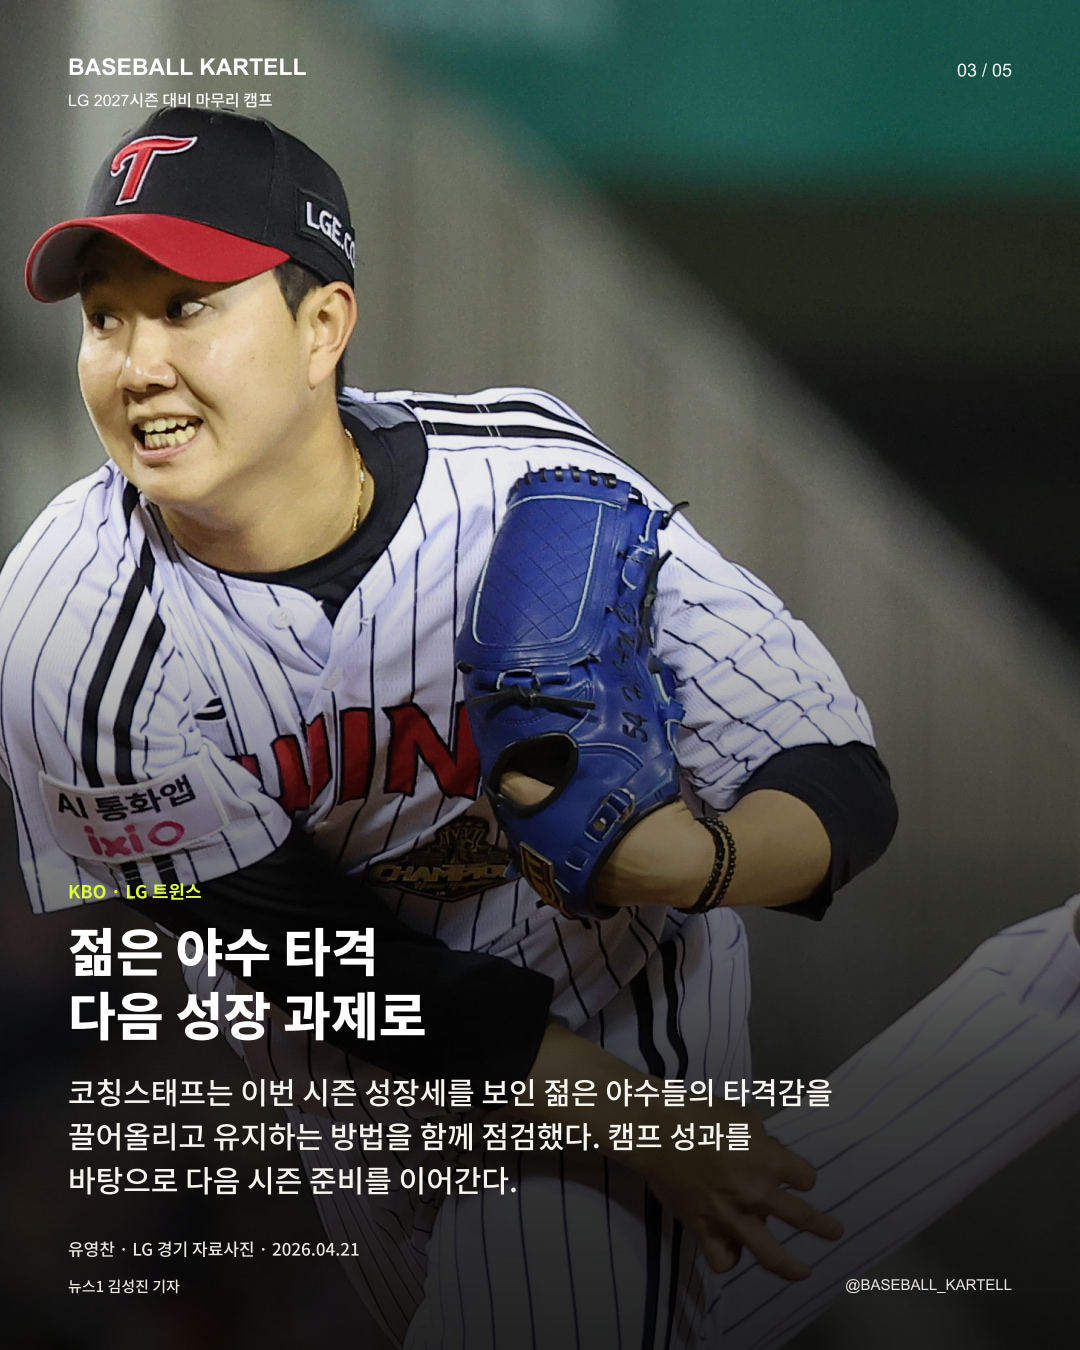 BASEBALL KARTELL
03 / 05
LG 2027시즌 대비 마무리 캠프
T
LGE.CO
WIN
AI 통화앱
ixiO
CHAMPION
54
KBO · LG 트윈스
젊은 야수 타격
다음 성장 과제로
코칭스태프는 이번 시즌 성장세를 보인 젊은 야수들의 타격감을
끌어올리고 유지하는 방법을 함께 점검했다. 캠프 성과를
바탕으로 다음 시즌 준비를 이어간다.
유영찬 · LG 경기 자료사진 · 2026.04.21
뉴스1 김성진 기자
@BASEBALL_KARTELL